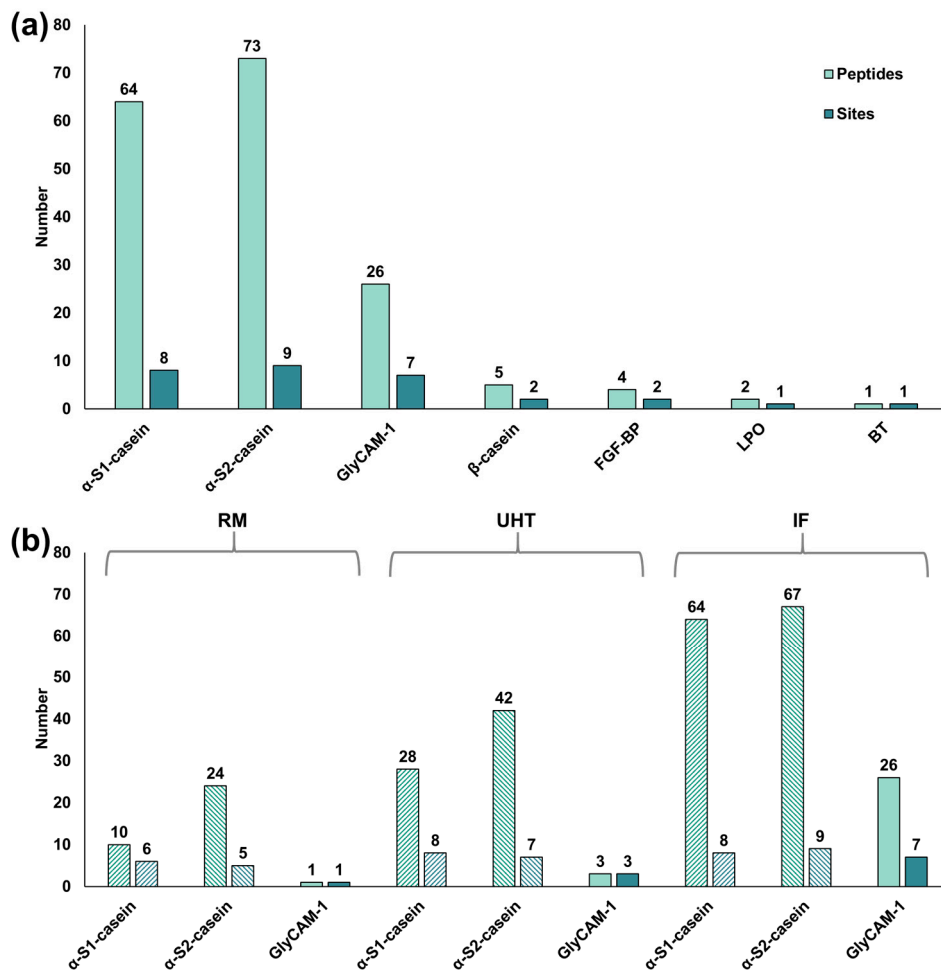 (a)
80
70
60
50
40
30
20
10
0
Number
64
8
73
9
26
7
5
2
4
2
2
1
1
1
Peptides
Sites
α-S1-casein
α-S2-casein
GlyCAM-1
β-casein
FGF-BP
LPO
BT
(b)
RM
UHT
IF
80
70
60
50
40
30
20
10
0
Number
10
6
24
5
1
1
28
8
42
7
3
3
64
8
67
9
26
7
α-S1-casein
α-S2-casein
GlyCAM-1
α-S1-casein
α-S2-casein
GlyCAM-1
α-S1-casein
α-S2-casein
GlyCAM-1